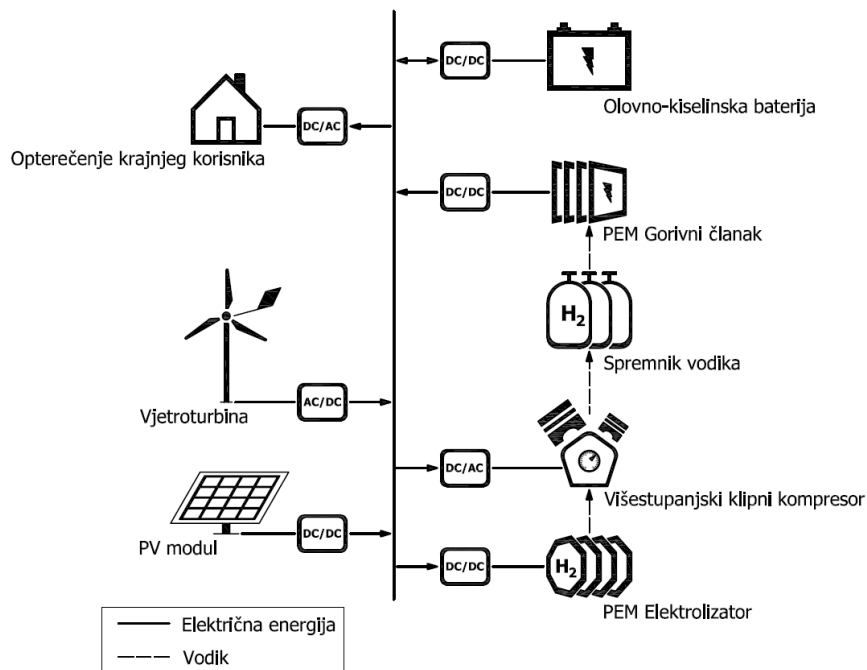 DC/DC
Olovno-kiselinska baterija
DC/AC
Opterečenje krajnjeg korisnika
DC/DC
PEM Gorivni članak
H2
Spremnik vodika
AC/DC
Vjetroturbina
DC/AC
Višestupanjski klipni kompresor
DC/DC
PV modul
DC/DC
H2
PEM Elektrolizator
Električna energija
Vodik